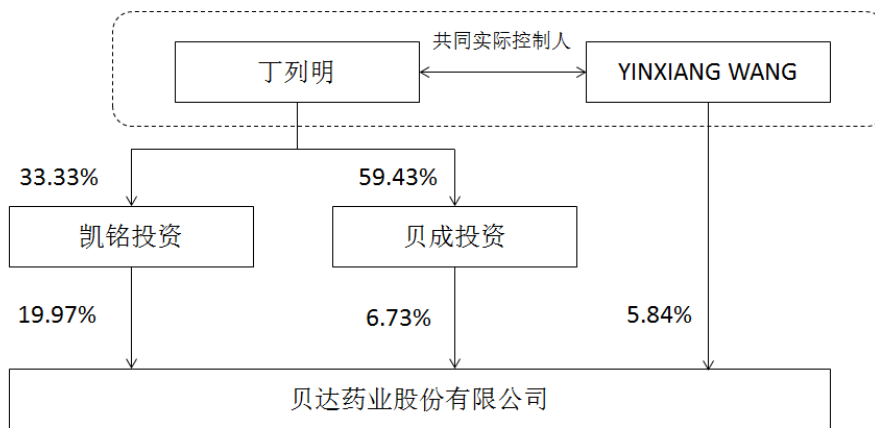 共同实际控制人
丁列明
YINXIANG WANG
33.33%
59.43%
凯铭投资
贝成投资
19.97%
6.73%
5.84%
贝达药业股份有限公司